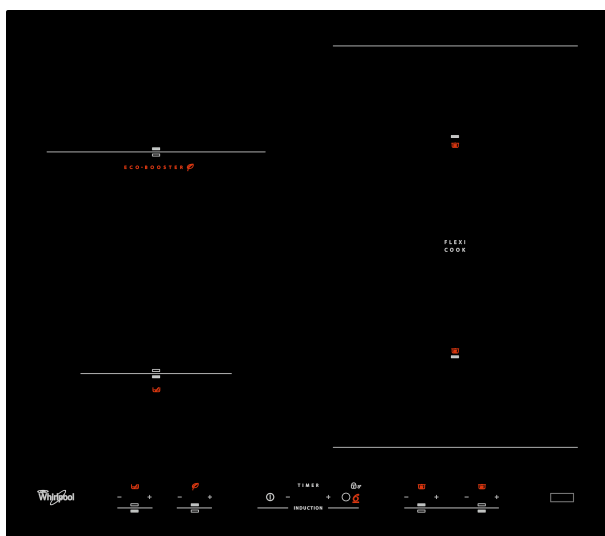 ECO-BOOSTER
FLEXI
COOK
TIMER
Whirlpool
− + − + − + − + − +
INDUCTION